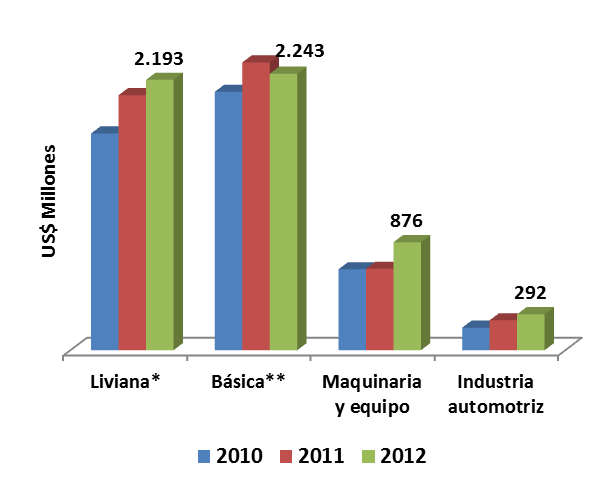 2.193
2.243
876
292
US$ Millones
Liviana*
Básica**
Maquinaria
y equipo
Industria
automotriz
2010
2011
2012